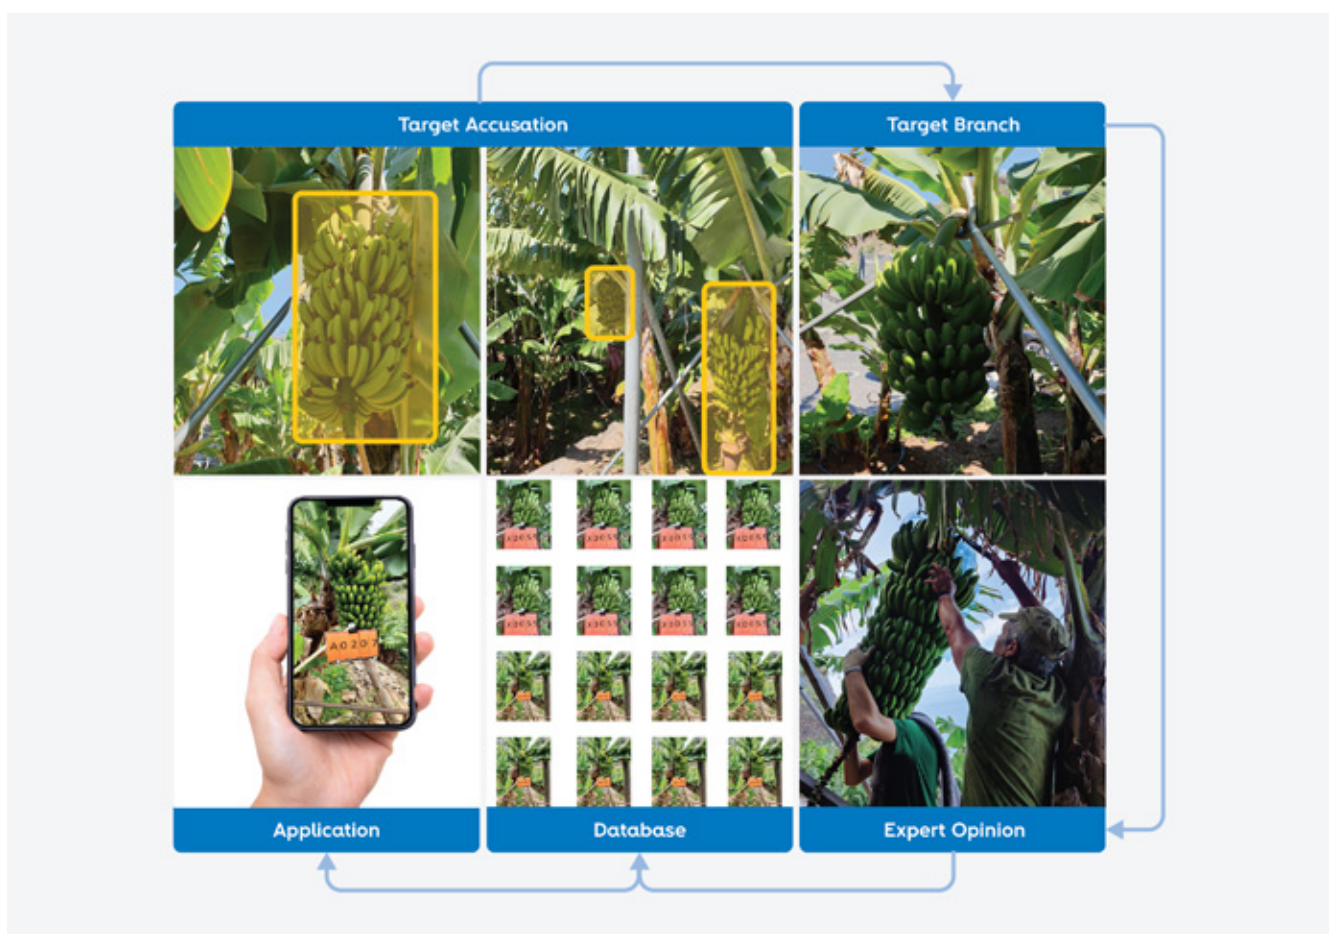 Target Accusation
Target Branch
A0207
Application
Database
Expert Opinion